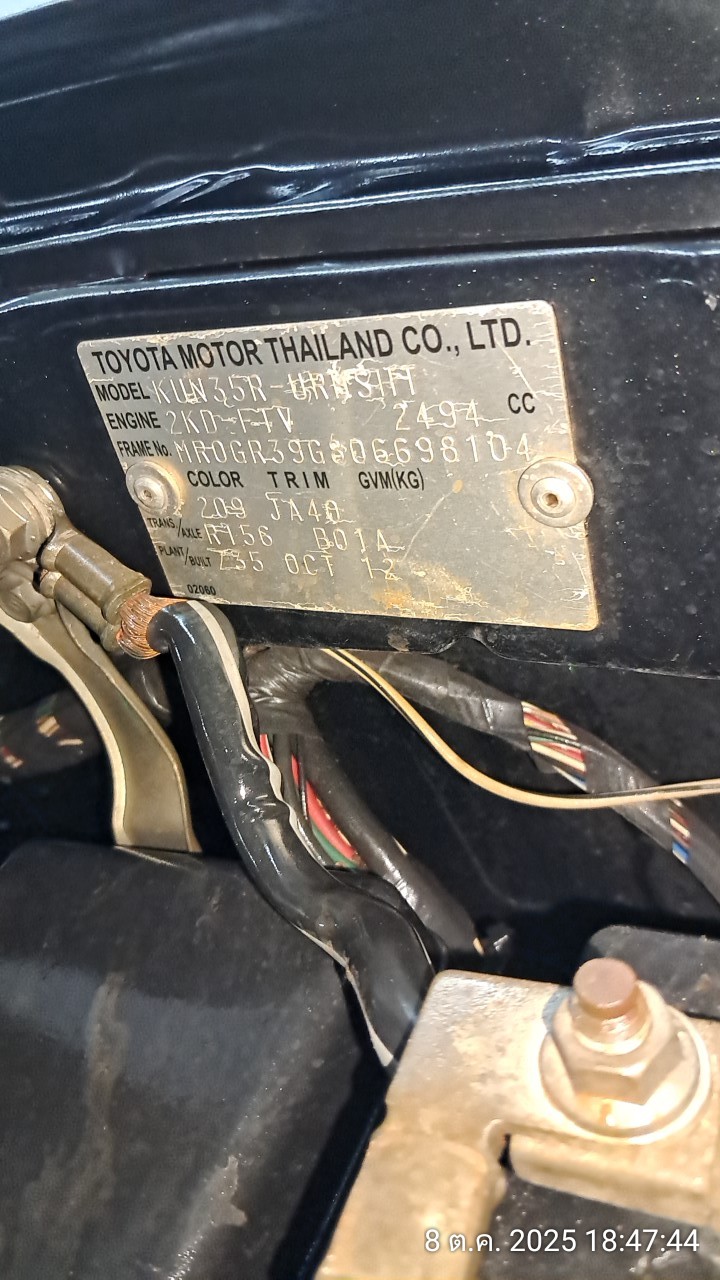 TOYOTA MOTOR THAILAND CO., LTD.
MODEL KUN35R-URMSHT
ENGINE 2KD-FTV 2494 CC
FRAME No.
COLOR TRIM GVM(KG)
209 JA40
TRANS/AXLE R156 B01A
PLANT/BUILT Z35 OCT 12
02060
8 ต.ค. 2025 18:47:44